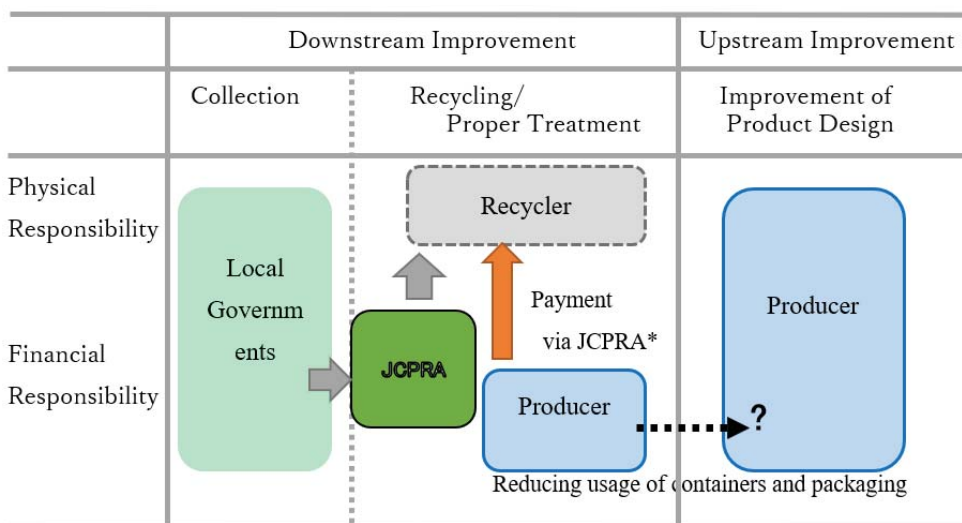 Downstream Improvement
Upstream Improvement
Collection
Recycling/
Proper Treatment
Improvement of
Product Design
Physical
Responsibility
Recycler
Local
Governm
ents
Payment
via JCPRA*
Producer
Financial
Responsibility
JCPRA
Producer
?
Reducing usage of containers and packaging